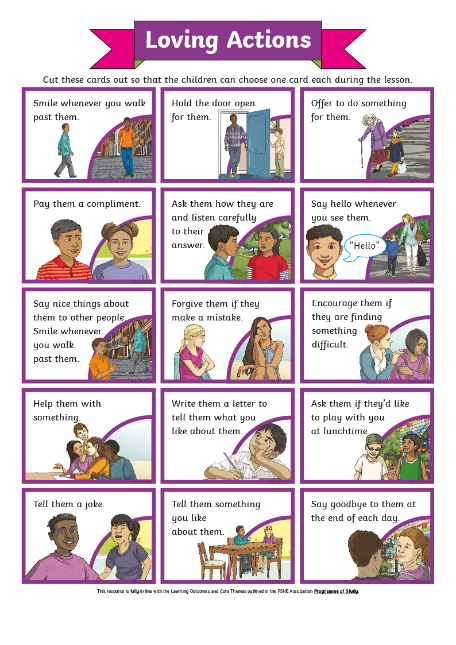 Loving Actions
Cut these cards out so that the children can choose one card each during the lesson.
Smile whenever you walk
past them.
Hold the door open
for them.
Offer to do something
for them.
Pay them a compliment.
Ask them how they are
and listen carefully
to their
answer.
Say hello whenever
you see them.
"Hello"
Say nice things about
them to other people.
Smile whenever
you walk
past them.
Forgive them if they
make a mistake.
Encourage them if
they are finding
something
difficult.
Help them with
something.
Write them a letter to
tell them what you
like about them.
Ask them if they'd like
to play with you
at lunchtime.
Tell them a joke.
Tell them something
you like
about them.
Say goodbye to them at
the end of each day.
This resource is fully in line with the Learning Outcomes and Core Themes outlined in the PSHE Association Programme of Study.